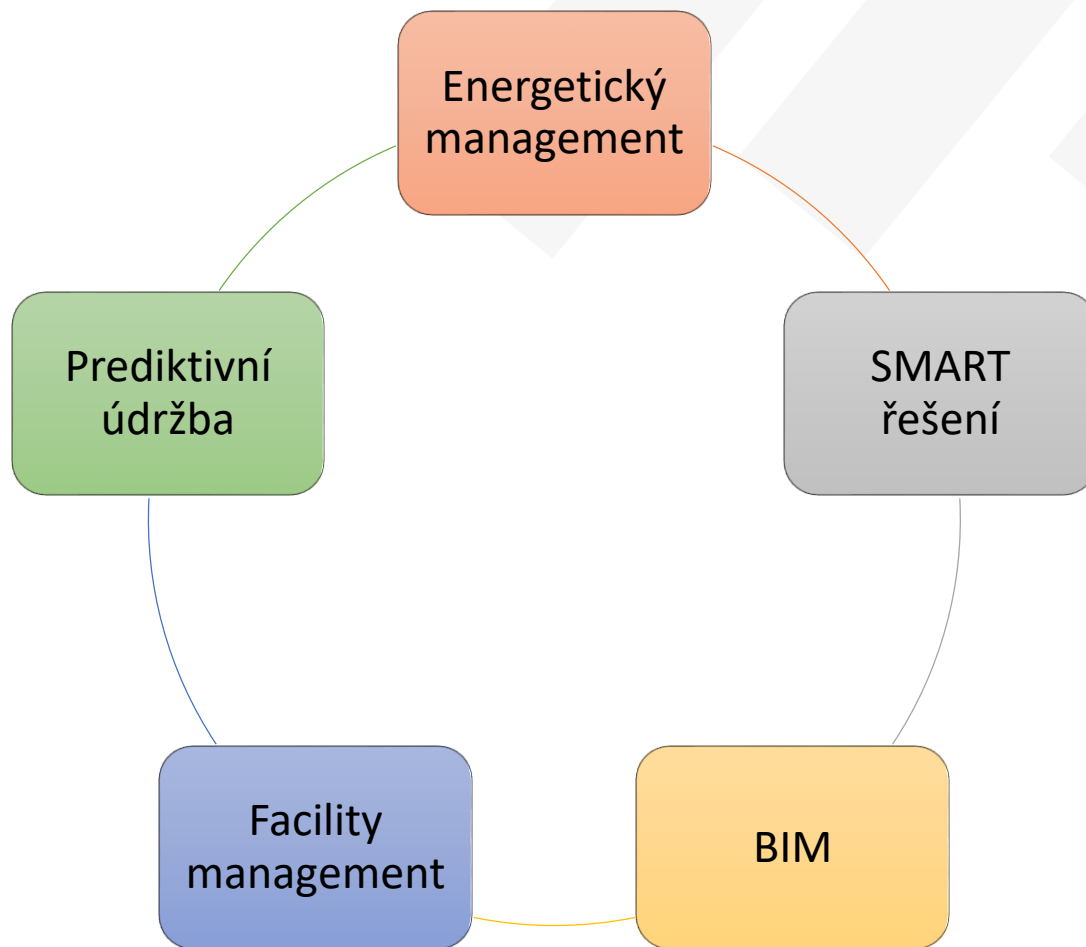 Energetický
management
SMART
řešení
BIM
Facility
management
Prediktivní
údržba